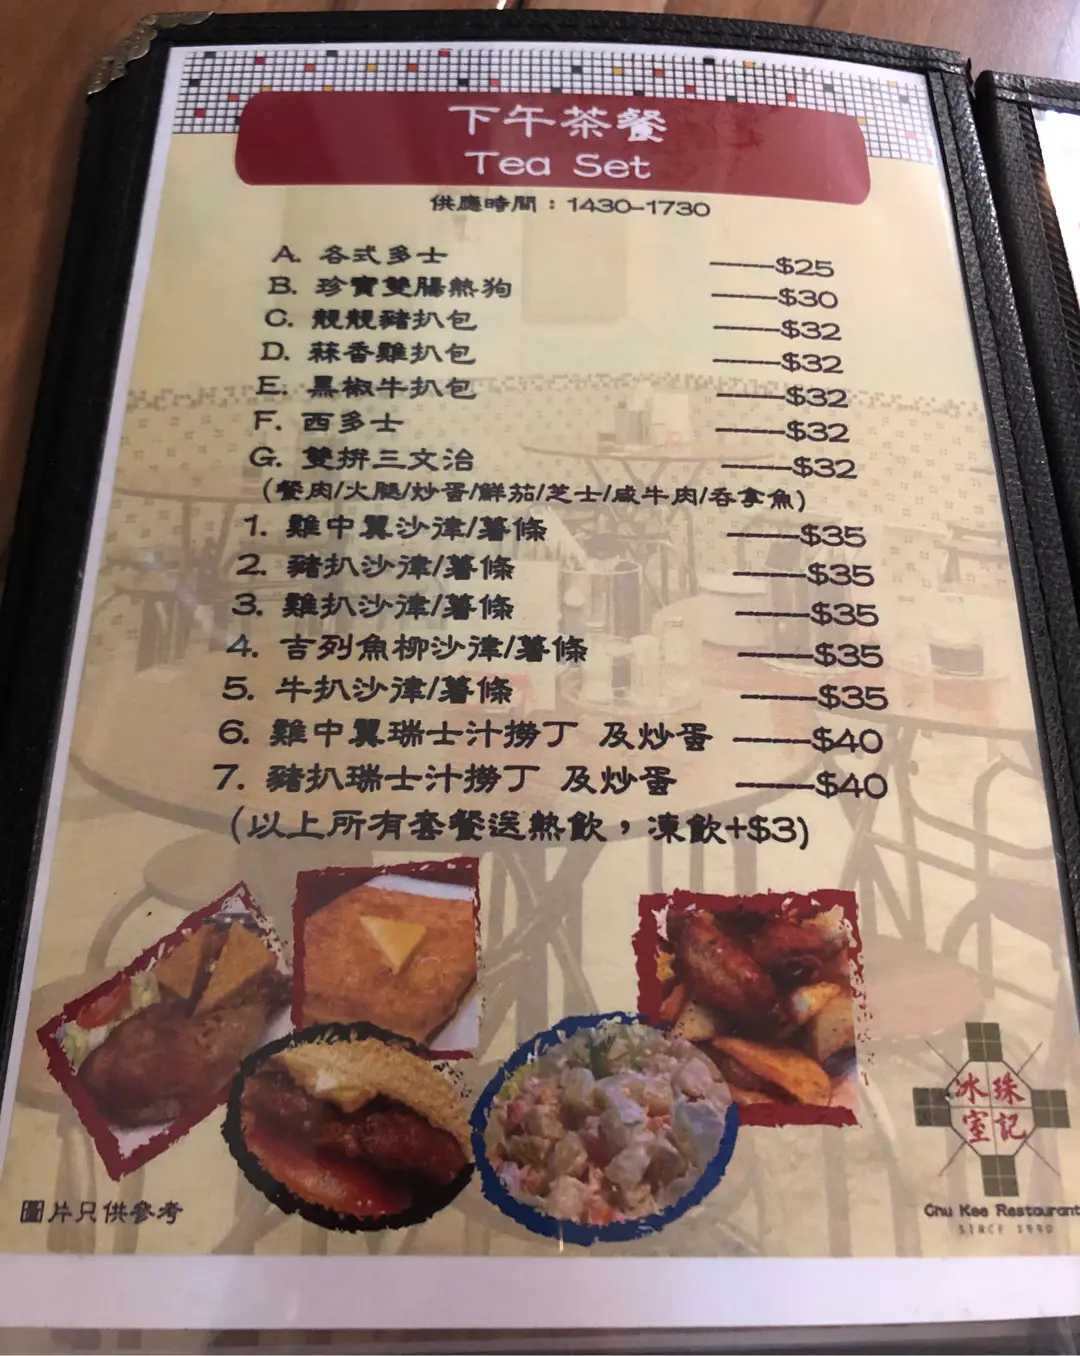 下午茶餐
Tea Set
供應時間：1430-1730
A. 各式多士 ——$25
B. 珍寶雙腸熱狗 ——$30
C. 靚靚豬扒包 ——$32
D. 蒜香雞扒包 ——$32
E. 黑椒牛扒包 ——$32
F. 西多士 ——$32
G. 雙拼三文治 ——$32
(餐肉/火腿/炒蛋/鮮茄/芝士/咸牛肉/吞拿魚)
1. 雞中翼沙律/薯條 ——$35
2. 豬扒沙律/薯條 ——$35
3. 雞扒沙律/薯條 ——$35
4. 吉列魚柳沙律/薯條 ——$35
5. 牛扒沙律/薯條 ——$35
6. 雞中翼瑞士汁撈丁 及炒蛋 ——$40
7. 豬扒瑞士汁撈丁 及炒蛋 ——$40
(以上所有套餐送熱飲，凍飲+$3)
冰珠
室記
圖片只供參考
Chu Kee Restaurant
SINCE 1990